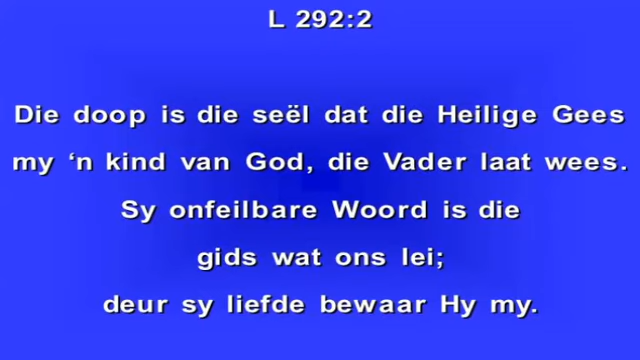 L 292:2
Die doop is die seël dat die Heilige Gees
my ‘n kind van God, die Vader laat wees.
Sy onfeilbare Woord is die
gids wat ons lei;
deur sy liefde bewaar Hy my.